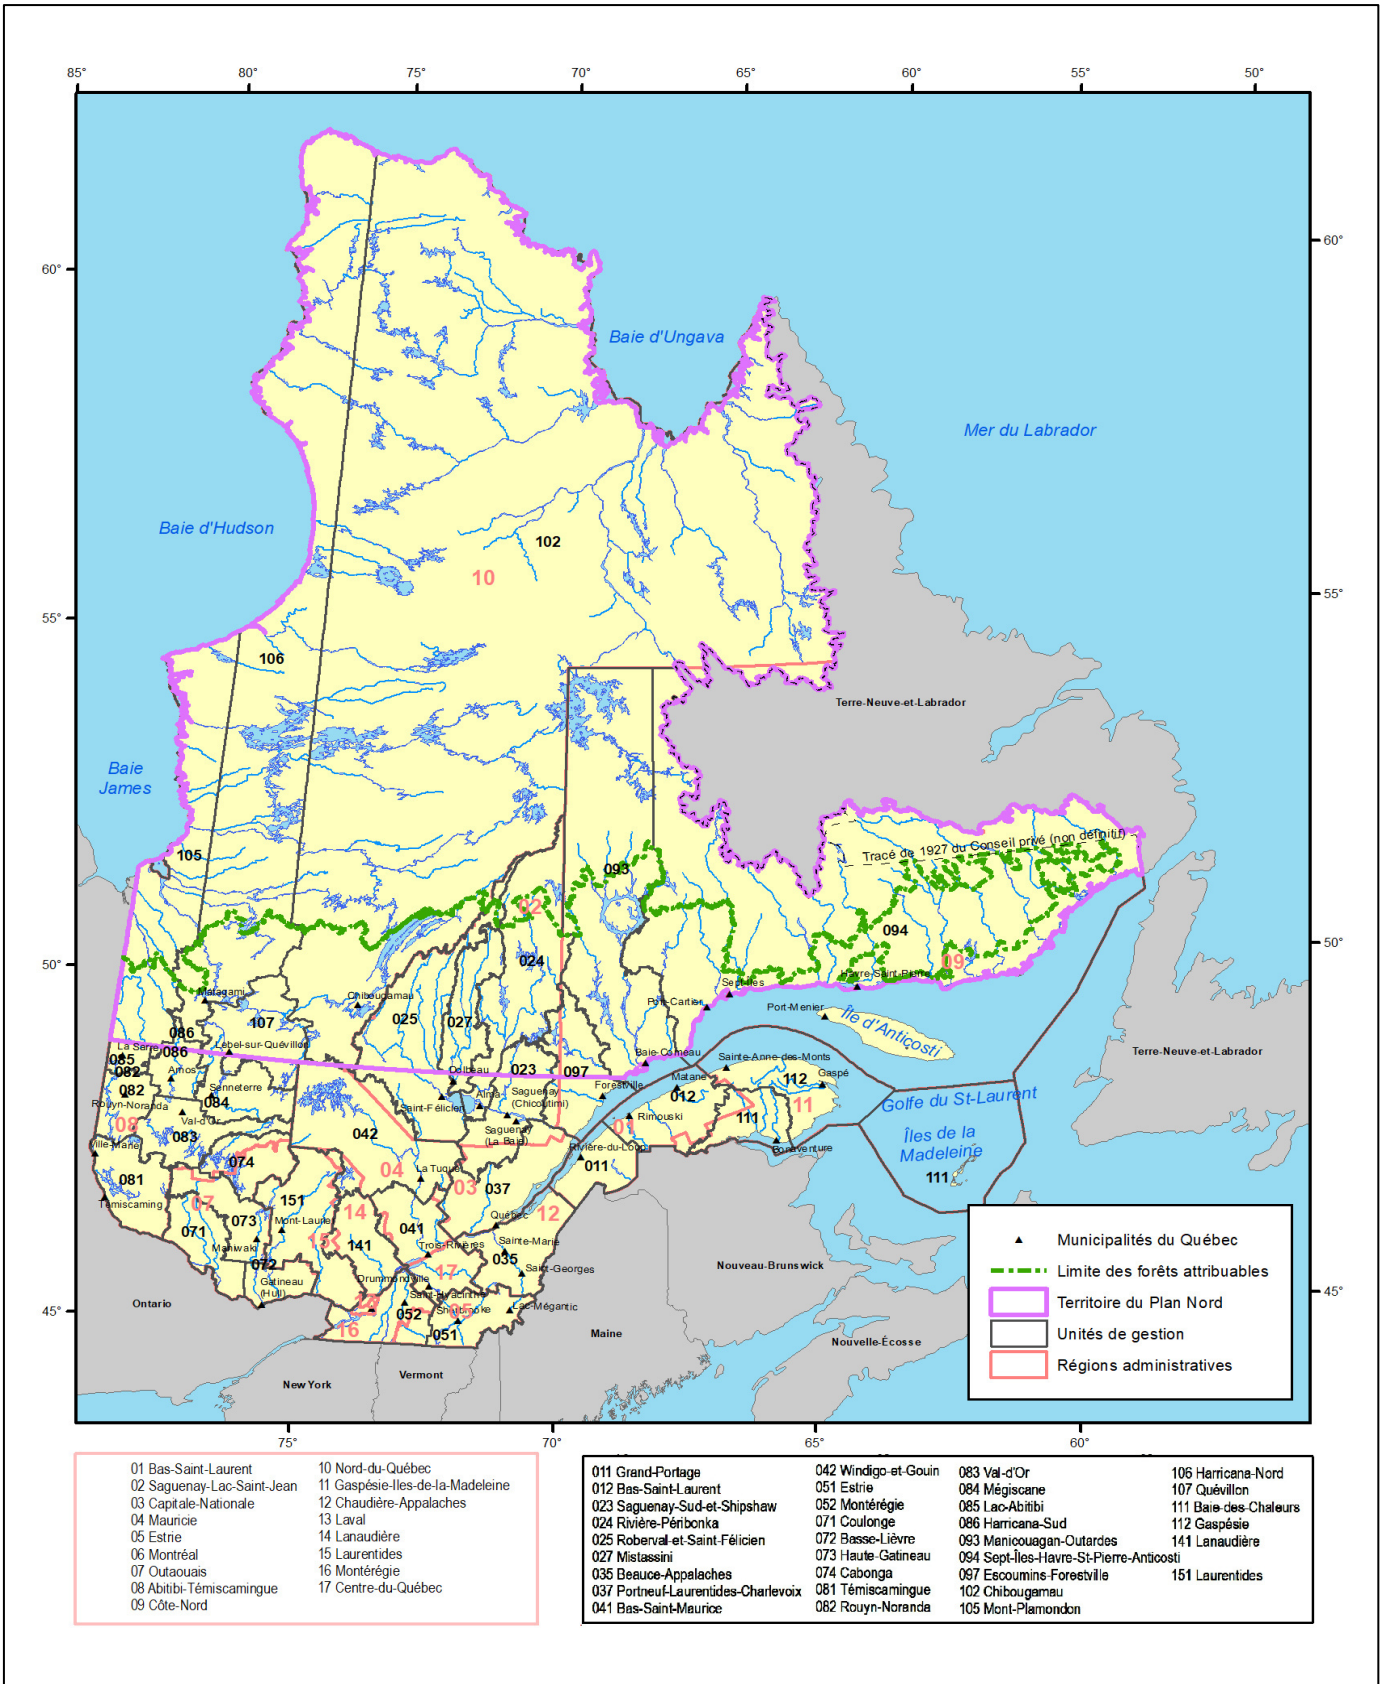 85° 80° 75° 70° 65° 60° 55° 50°
60° 60°
Baie d'Ungava
Mer du Labrador
Baie d'Hudson
102
10
55° 55°
106
Terre-Neuve-et-Labrador
Baie
James
Tracé de 1927 du Conseil privé (non définitif)
105
093
02
094
50° 50°
024
09
Havre-Saint-Pierre
Sept-Îles
Matagami
Chibougamau
Port-Cartier
Port-Menier
Île d'Anticosti
025
027
107
086
La Sarre
086
Lebel-sur-Quévillon
085
Baie-Comeau
Sainte-Anne-des-Monts
Terre-Neuve-et-Labrador
082
Amos
Dolbeau
023
097
Matane
112
Gaspé
082
Senneterre
084
Alma
Saguenay
(Chicoutimi)
Forestville
012
11
Golfe du St-Laurent
Rouyn-Noranda
Val-d'Or
Saint-Félicien
Rimouski
111
08
083
042
Saguenay
(La Baie)
01
Îles de la
Madeleine
Ville-Marie
Rivière-du-Loup
Bonaventure
074
04
La Tuque
011
111
081
03
037
Témiscaming
07
151
14
12
071
073
Mont-Laurier
041
Québec
Maniwaki
15
141
Trois-Rivières
Sainte-Marie
035
072
17
Saint-Georges
Gatineau
(Hull)
Drummondville
Saint-Hyacinthe
Ontario
45° 45°
13
052
Sherbrooke
05
Lac-Mégantic
16
051
Maine
Nouveau-Brunswick
Nouvelle-Écosse
New York
Vermont
Municipalités du Québec
Limite des forêts attribuables
Territoire du Plan Nord
Unités de gestion
Régions administratives
75° 70° 65° 60°
01 Bas-Saint-Laurent
02 Saguenay-Lac-Saint-Jean
03 Capitale-Nationale
04 Mauricie
05 Estrie
06 Montréal
07 Outaouais
08 Abitibi-Témiscamingue
09 Côte-Nord
10 Nord-du-Québec
11 Gaspésie-Iles-de-la-Madeleine
12 Chaudière-Appalaches
13 Laval
14 Lanaudière
15 Laurentides
16 Montérégie
17 Centre-du-Québec
011 Grand-Portage
012 Bas-Saint-Laurent
023 Saguenay-Sud-et-Shipshaw
024 Rivière-Péribonka
025 Roberval-et-Saint-Félicien
027 Mistassini
035 Beauce-Appalaches
037 Portneuf-Laurentides-Charlevoix
041 Bas-Saint-Maurice
042 Windigo-et-Gouin
051 Estrie
052 Montérégie
071 Coulonge
072 Basse-Lièvre
073 Haute-Gatineau
074 Cabonga
081 Témiscamingue
082 Rouyn-Noranda
083 Val-d'Or
084 Mégiscane
085 Lac-Abitibi
086 Harricana-Sud
093 Manicouagan-Outardes
094 Sept-Îles-Havre-St-Pierre-Anticosti
097 Escoumins-Forestville
102 Chibougamau
105 Mont-Plamondon
106 Harricana-Nord
107 Quévillon
111 Baie-des-Chaleurs
112 Gaspésie
141 Lanaudière
151 Laurentides